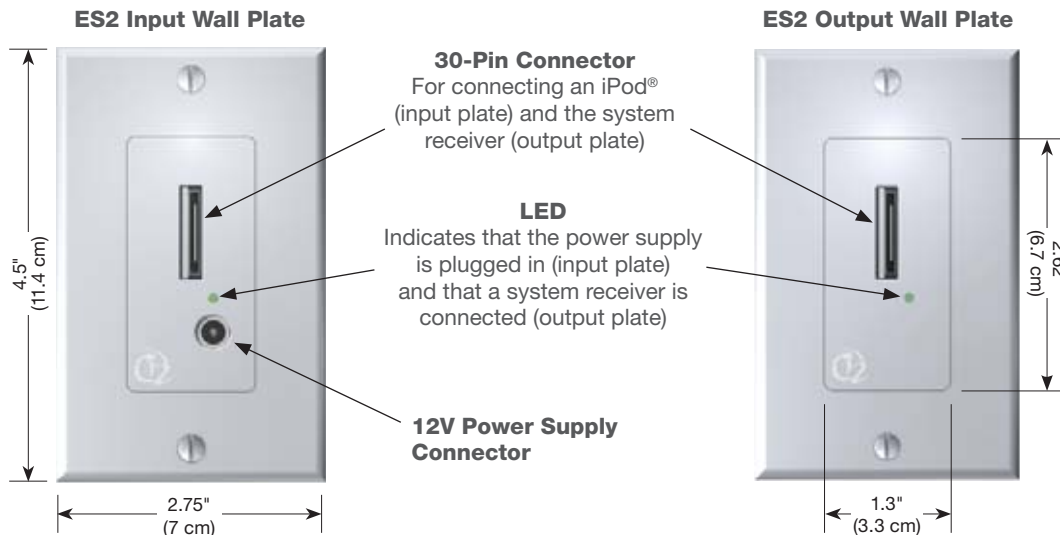 ES2 Input Wall Plate
ES2 Output Wall Plate
30-Pin Connector
For connecting an iPod®
(input plate) and the system
receiver (output plate)
LED
Indicates that the power supply
is plugged in (input plate)
and that a system receiver is
connected (output plate)
12V Power Supply
Connector
4.5"
(11.4 cm)
2.75"
(7 cm)
(6.7 cm)
1.3"
(3.3 cm)